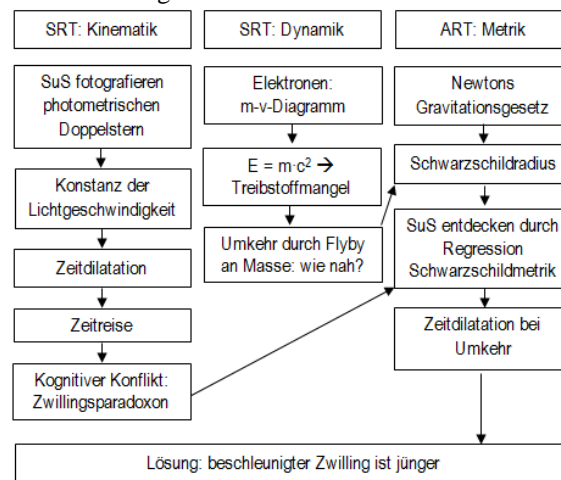 SRT: Kinematik
SuS fotografieren
photometrischen
Doppelstern
Konstanz der
Lichtgeschwindigkeit
Zeitdilatation
Zeitreise
Kognitiver Konflikt:
Zwillingsparadoxon
SRT: Dynamik
Elektronen:
m-v-Diagramm
E = m·c² →
Treibstoffmangel
Umkehr durch Flyby
an Masse: wie nah?
ART: Metrik
Newtons
Gravitationsgesetz
Schwarzschildradius
SuS entdecken durch
Regression
Schwarzschildmetrik
Zeitdilatation bei
Umkehr
Lösung: beschleunigter Zwilling ist jünger